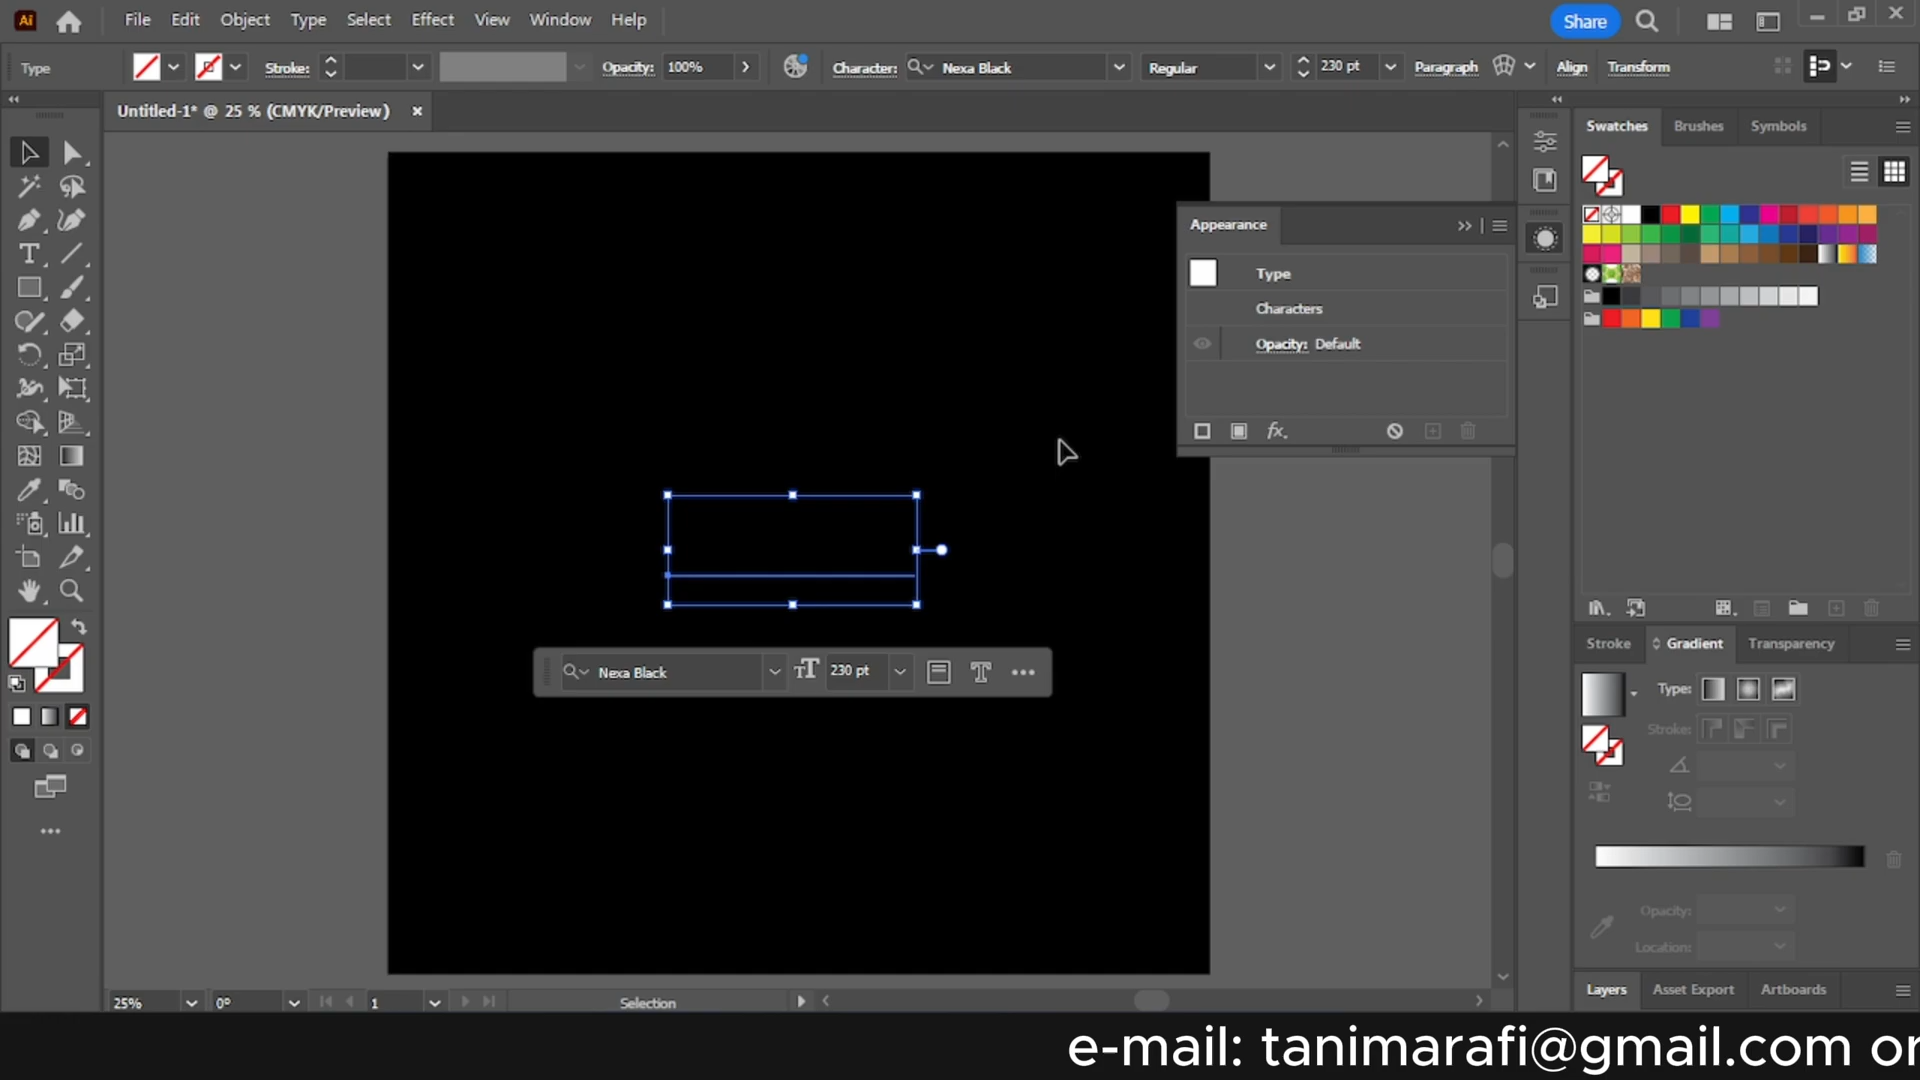 Ai File Edit Object Type Select Effect View Window Help Share
Type Stroke: Opacity: 100% Character: Nexa Black Regular 230 pt Paragraph Align Transform
Untitled-1* @ 25 % (CMYK/Preview) ×
Swatches Brushes Symbols
Appearance
Type
Characters
Opacity: Default
fx.
Nexa Black 230 pt
Stroke Gradient Transparency
Type:
Stroke:
Opacity:
Location:
Layers Asset Export Artboards
25% 0° 1 Selection
e-mail: tanimarafi@gmail.com or